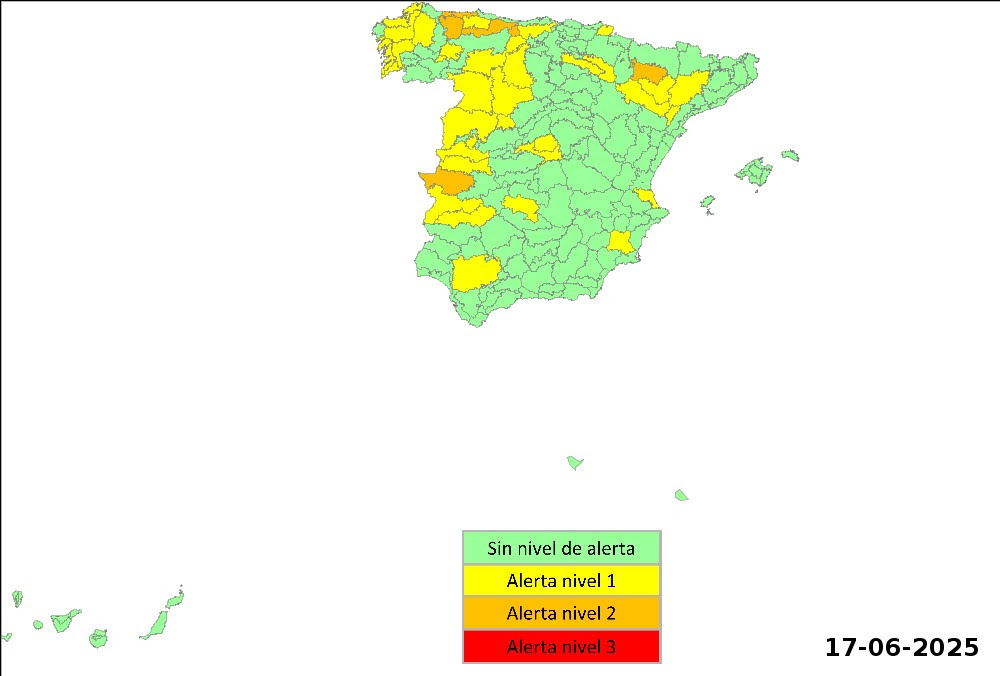 Sin nivel de alerta
Alerta nivel 1
Alerta nivel 2
Alerta nivel 3
17-06-2025